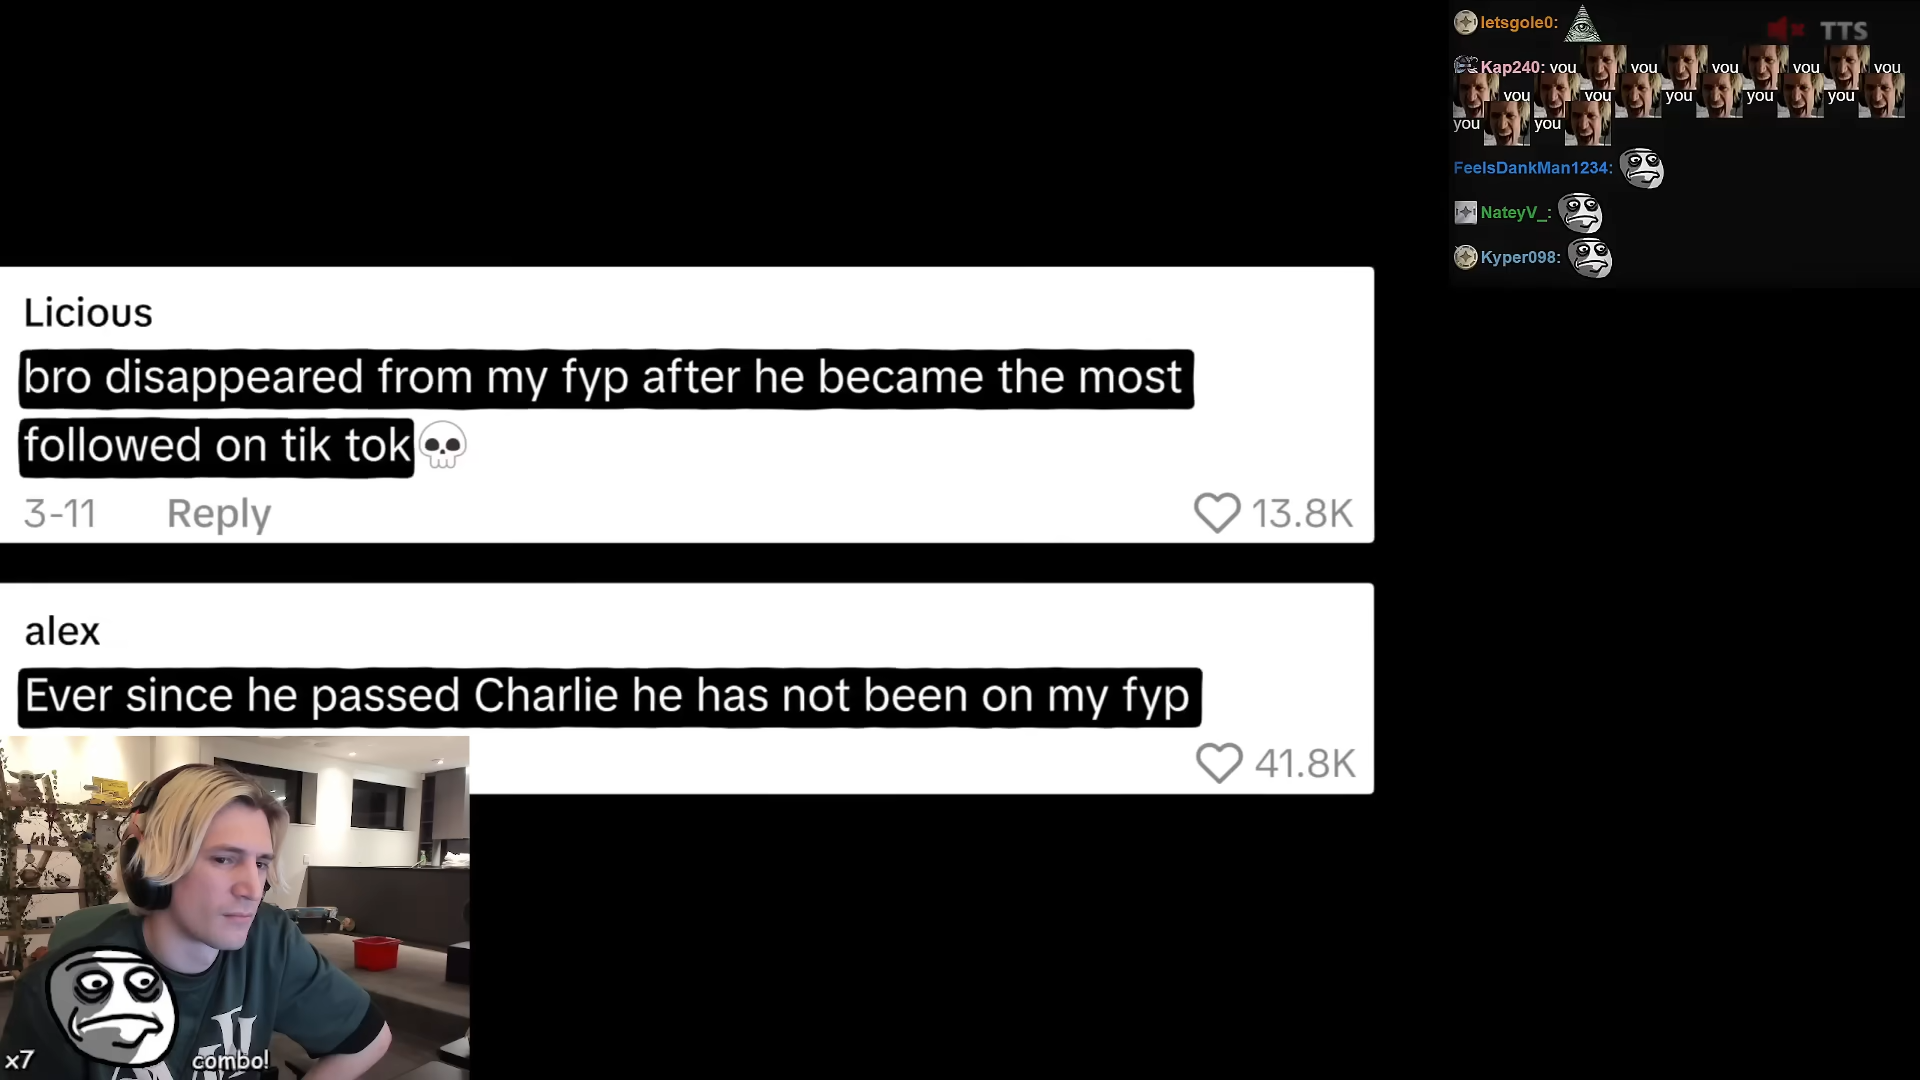 letsgole0:
TTS
Kap240: you you you you you
you you you you you
you you
FeelsDankMan1234:
NateyV_:
Kyper098:
Licious
bro disappeared from my fyp after he became the most
followed on tik tok
3-11 Reply 13.8K
alex
Ever since he passed Charlie he has not been on my fyp
41.8K
x7 combo!